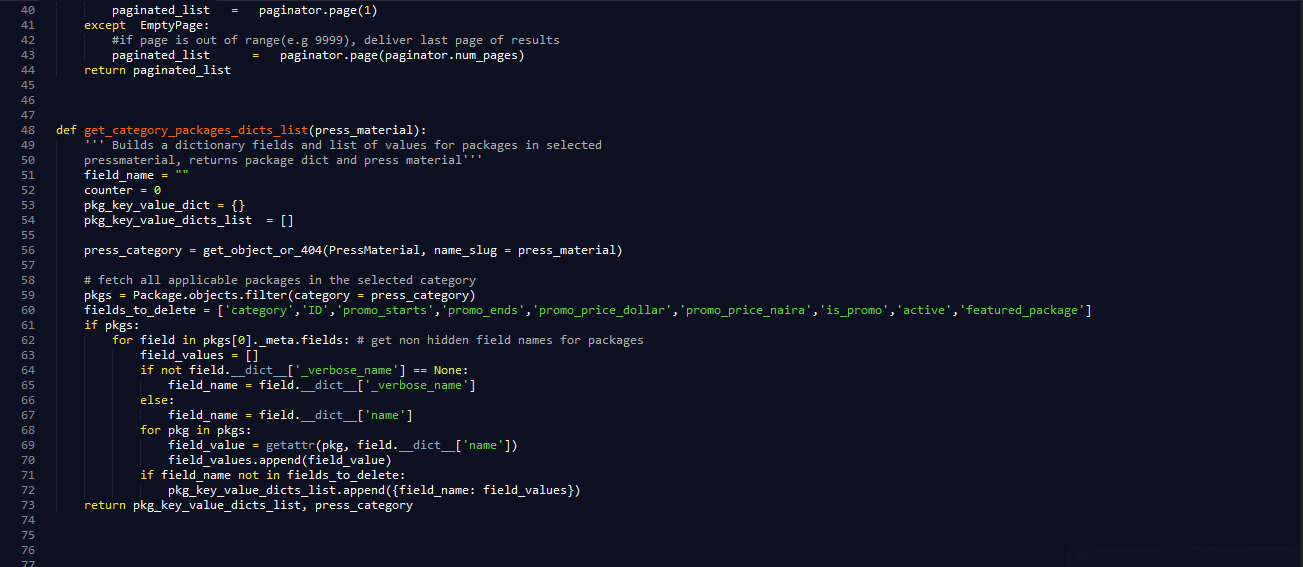 40 paginated_list   =   paginator.page(1)
41 except  EmptyPage:
42 #if page is out of range(e.g 9999), deliver last page of results
43 paginated_list      =   paginator.page(paginator.num_pages)
44 return paginated_list
45
46
47
48 def get_category_packages_dicts_list(press_material):
49 ''' Builds a dictionary fields and list of values for packages in selected
50 pressmaterial, returns package dict and press material'''
51 field_name = ""
52 counter = 0
53 pkg_key_value_dict = {}
54 pkg_key_value_dicts_list  = []
55
56 press_category = get_object_or_404(PressMaterial, name_slug = press_material)
57
58 # fetch all applicable packages in the selected category
59 pkgs = Package.objects.filter(category = press_category)
60 fields_to_delete = ['category','ID','promo_starts','promo_ends','promo_price_dollar','promo_price_naira','is_promo','active','featured_package']
61 if pkgs:
62 for field in pkgs[0]._meta.fields: # get non hidden field names for packages
63 field_values = []
64 if not field.__dict__['_verbose_name'] == None:
65 field_name = field.__dict__['_verbose_name']
66 else:
67 field_name = field.__dict__['name']
68 for pkg in pkgs:
69 field_value = getattr(pkg, field.__dict__['name'])
70 field_values.append(field_value)
71 if field_name not in fields_to_delete:
72 pkg_key_value_dicts_list.append({field_name: field_values})
73 return pkg_key_value_dicts_list, press_category
74
75
76
77